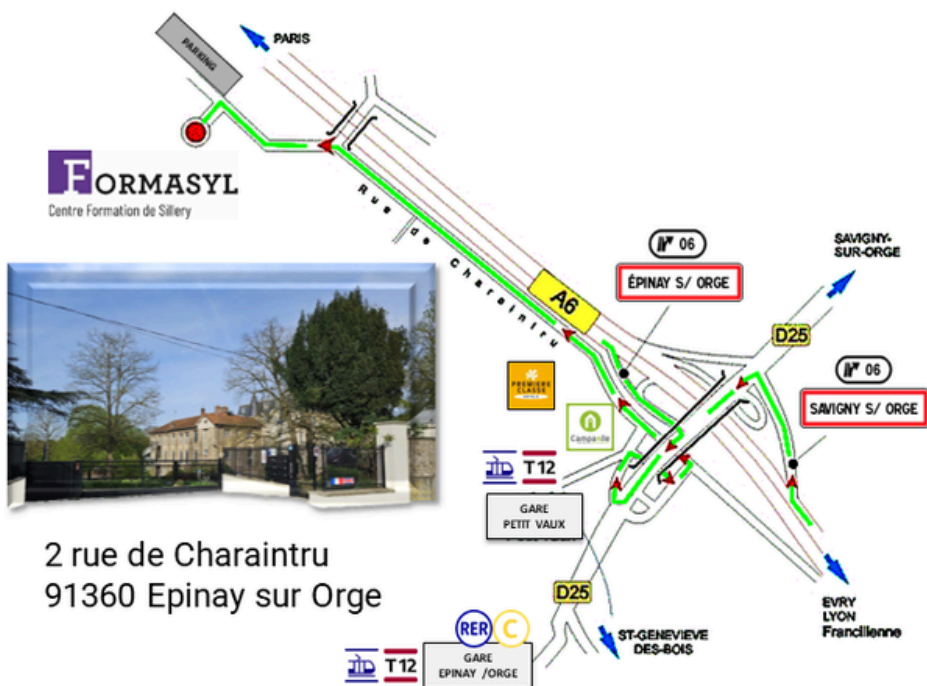 PARKING
PARIS
FORMASYL
Centre Formation de Sillery
Rue de Charaintru
A6
06
ÉPINAY S/ ORGE
SAVIGNY-
SUR-ORGE
D25
06
SAVIGNY S/ ORGE
PREMIERE
CLASSE
Campanile
T12
GARE
PETIT VAUX
2 rue de Charaintru
91360 Epinay sur Orge
D25
EVRY
LYON
Francilienne
ST-GENEVIEVE
DES-BOIS
RER C
T12
GARE
EPINAY /ORGE